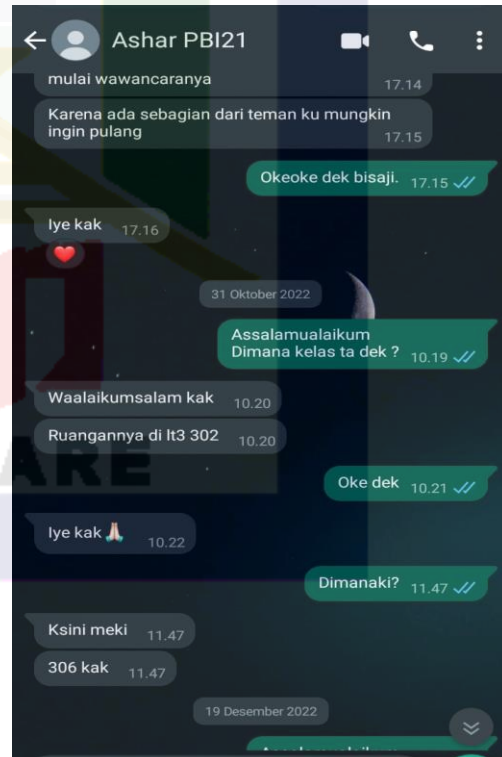 Ashar PBI21
mulai wawancaranya
17.14
Karena ada sebagian dari teman ku mungkin
ingin pulang
17.15
Okeoke dek bisaji. 17.15
Iye kak 17.16
31 Oktober 2022
Assalamualaikum
Dimana kelas ta dek ? 10.19
Waalaikumsalam kak 10.20
Ruangannya di lt3 302 10.20
ARE
Oke dek 10.21
Iye kak🙏🏻 10.22
Dimanaki? 11.47
Ksini meki 11.47
306 kak 11.47
19 Desember 2022